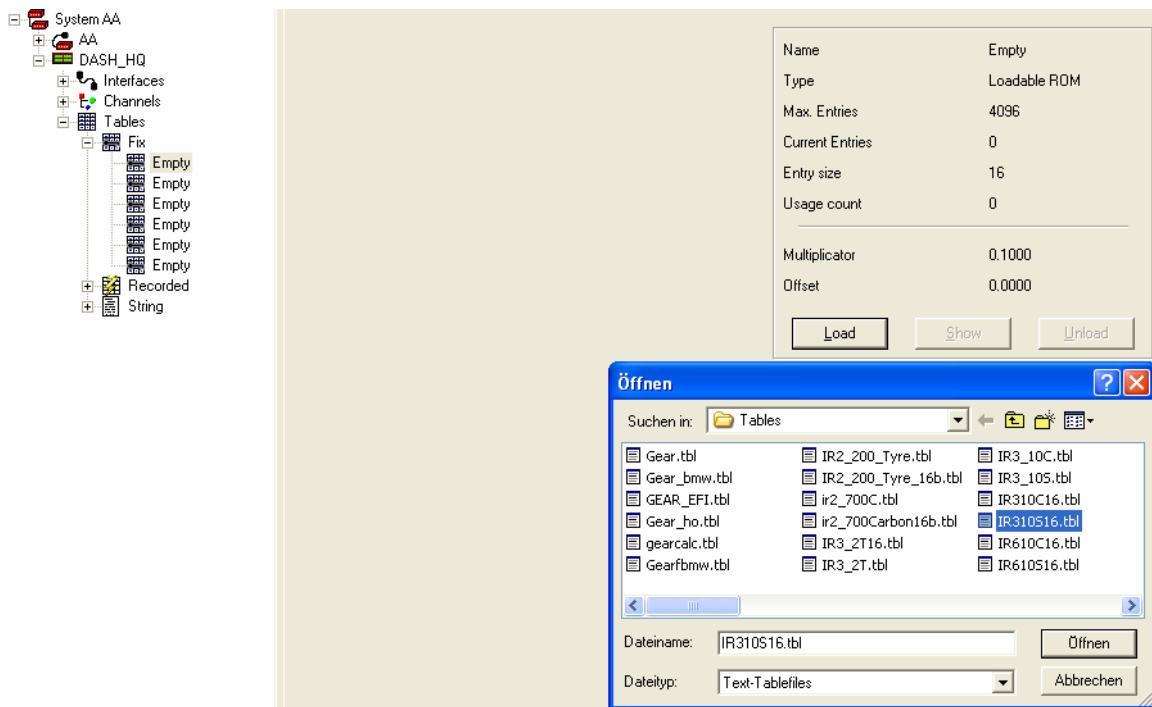 System AA
AA
DASH_HQ
Interfaces
Channels
Tables
Fix
Empty
Empty
Empty
Empty
Empty
Empty
Recorded
String
Name Empty
Type Loadable ROM
Max. Entries 4096
Current Entries 0
Entry size 16
Usage count 0
Multiplicator 0.1000
Offset 0.0000
Load Show Unload
Öffnen
Suchen in: Tables
Gear.tbl IR2_200_Tyre.tbl IR3_10C.tbl
Gear_bmw.tbl IR2_200_Tyre_16b.tbl IR3_10S.tbl
GEAR_EFI.tbl ir2_700C.tbl IR310C16.tbl
Gear_ho.tbl ir2_700Carbon16b.tbl IR310S16.tbl
gearcalc.tbl IR3_2T16.tbl IR610C16.tbl
Gearfbmw.tbl IR3_2T.tbl IR610S16.tbl
Dateiname: IR310S16.tbl Öffnen
Dateityp: Text-Tablefiles Abbrechen